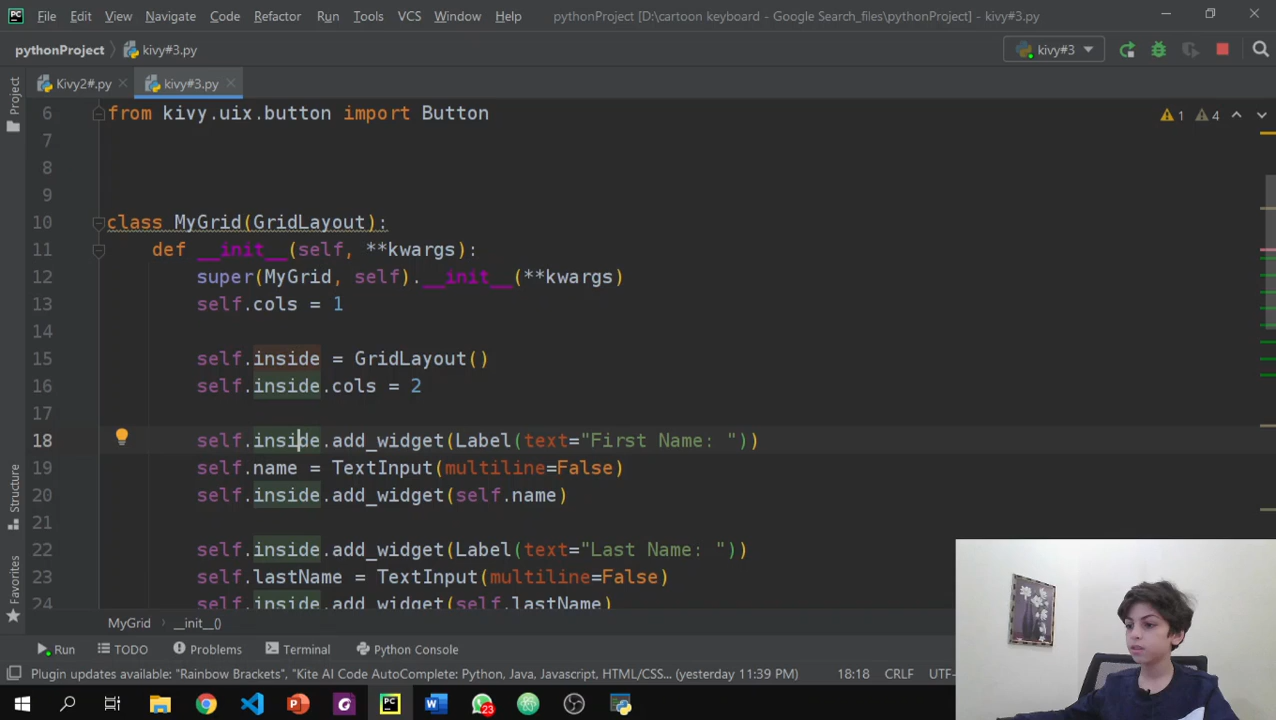 File Edit View Navigate Code Refactor Run Tools VCS Window Help pythonProject [D:\cartoon keyboard - Google Search_files\pythonProject] - kivy#3.py
pythonProject kivy#3.py kivy#3
Kivy2#.py kivy#3.py
Project
6 from kivy.uix.button import Button 1 4
7
8
9
10 class MyGrid(GridLayout):
11 def __init__(self, **kwargs):
12 super(MyGrid, self).__init__(**kwargs)
13 self.cols = 1
14
15 self.inside = GridLayout()
16 self.inside.cols = 2
17
18 self.inside.add_widget(Label(text="First Name: "))
19 self.name = TextInput(multiline=False)
20 self.inside.add_widget(self.name)
21
22 self.inside.add_widget(Label(text="Last Name: "))
23 self.lastName = TextInput(multiline=False)
24 self.inside.add_widget(self.lastName)
Structure
Favorites
MyGrid __init__()
Run TODO Problems Terminal Python Console
Plugin updates available: "Rainbow Brackets", "Kite AI Code AutoComplete: Python, Java, Javascript, HTML/CSS... (yesterday 11:39 PM) 18:18 CRLF UTF-
23